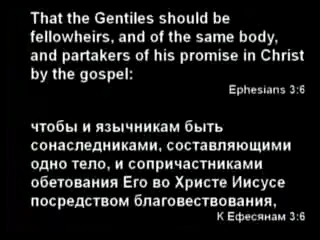 That the Gentiles should be
fellowheirs, and of the same body,
and partakers of his promise in Christ
by the gospel:
Ephesians 3:6
чтобы и язычникам быть
сонаследниками, составляющими
одно тело, и сопричастниками
обетования Его во Христе Иисусе
посредством благовествования,
К Ефесянам 3:6